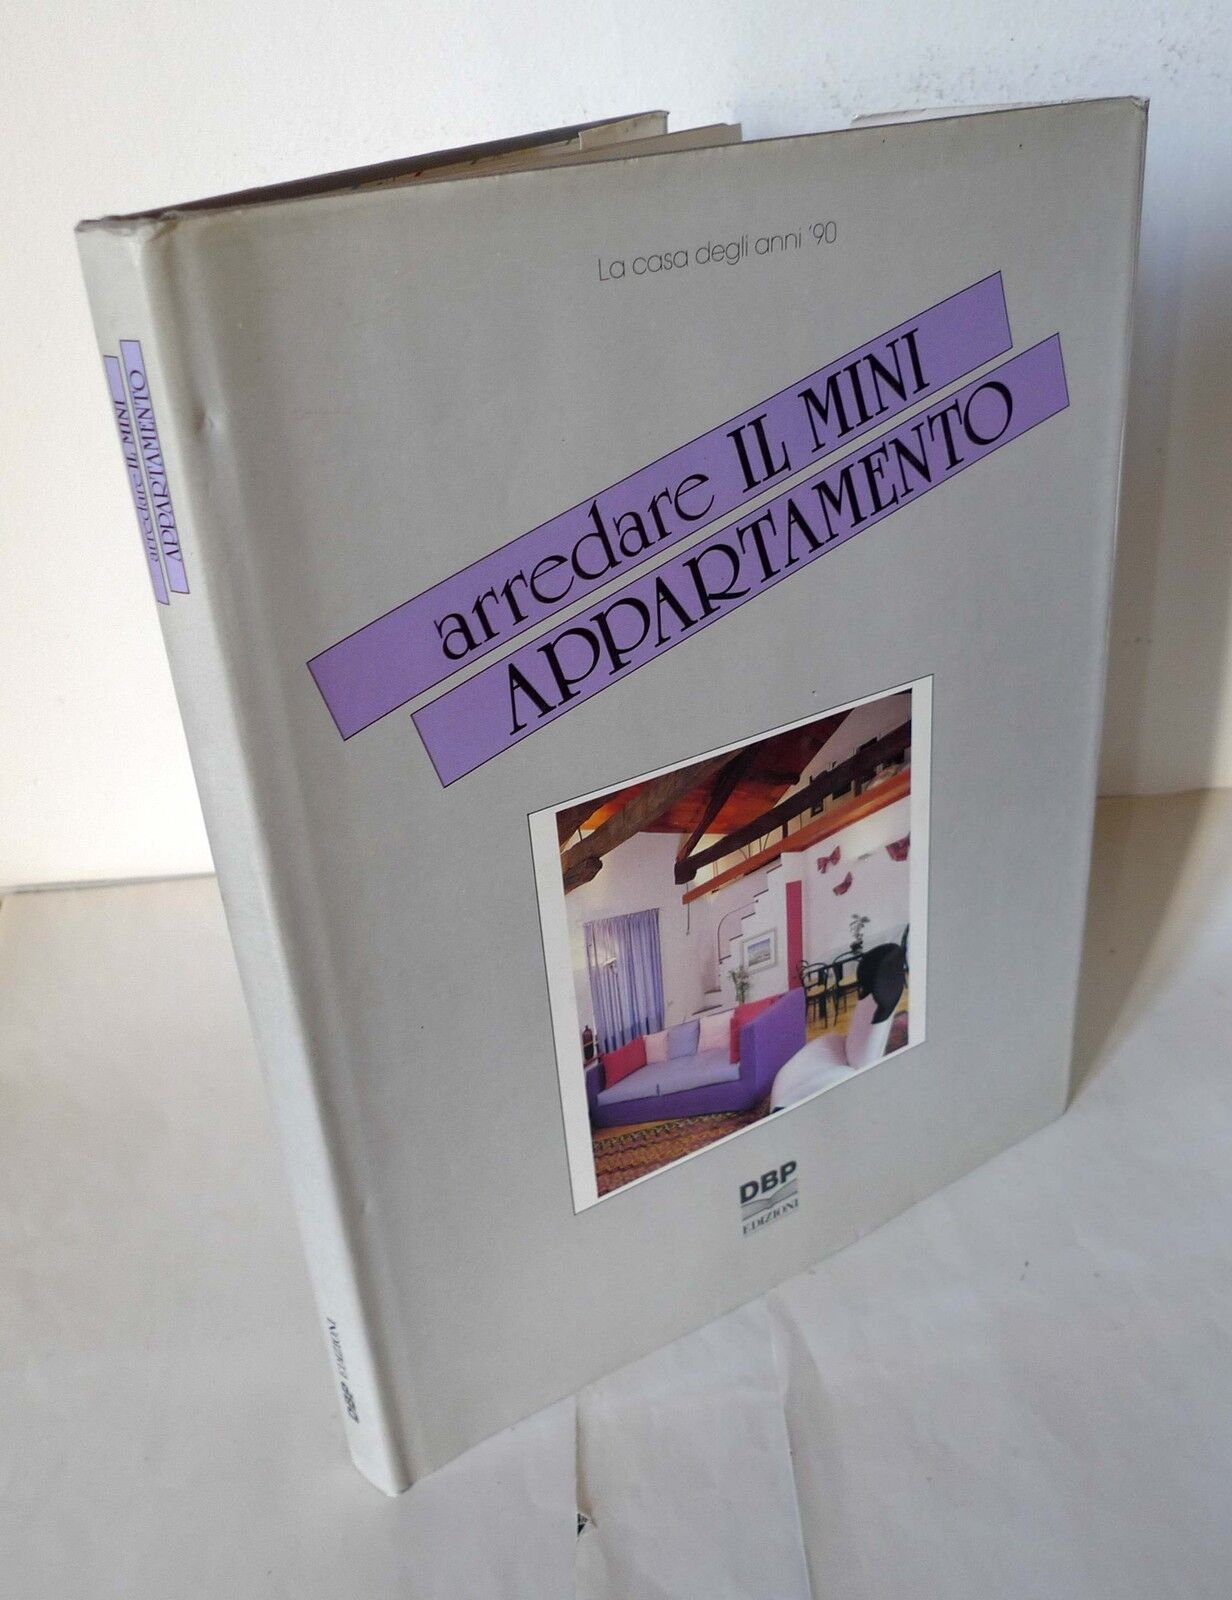 La casa degli anni '90
arredare IL MINI
APPARTAMENTO
DBP
EDIZIONI
arredare IL MINI
APPARTAMENTO
DBP EDIZIONI